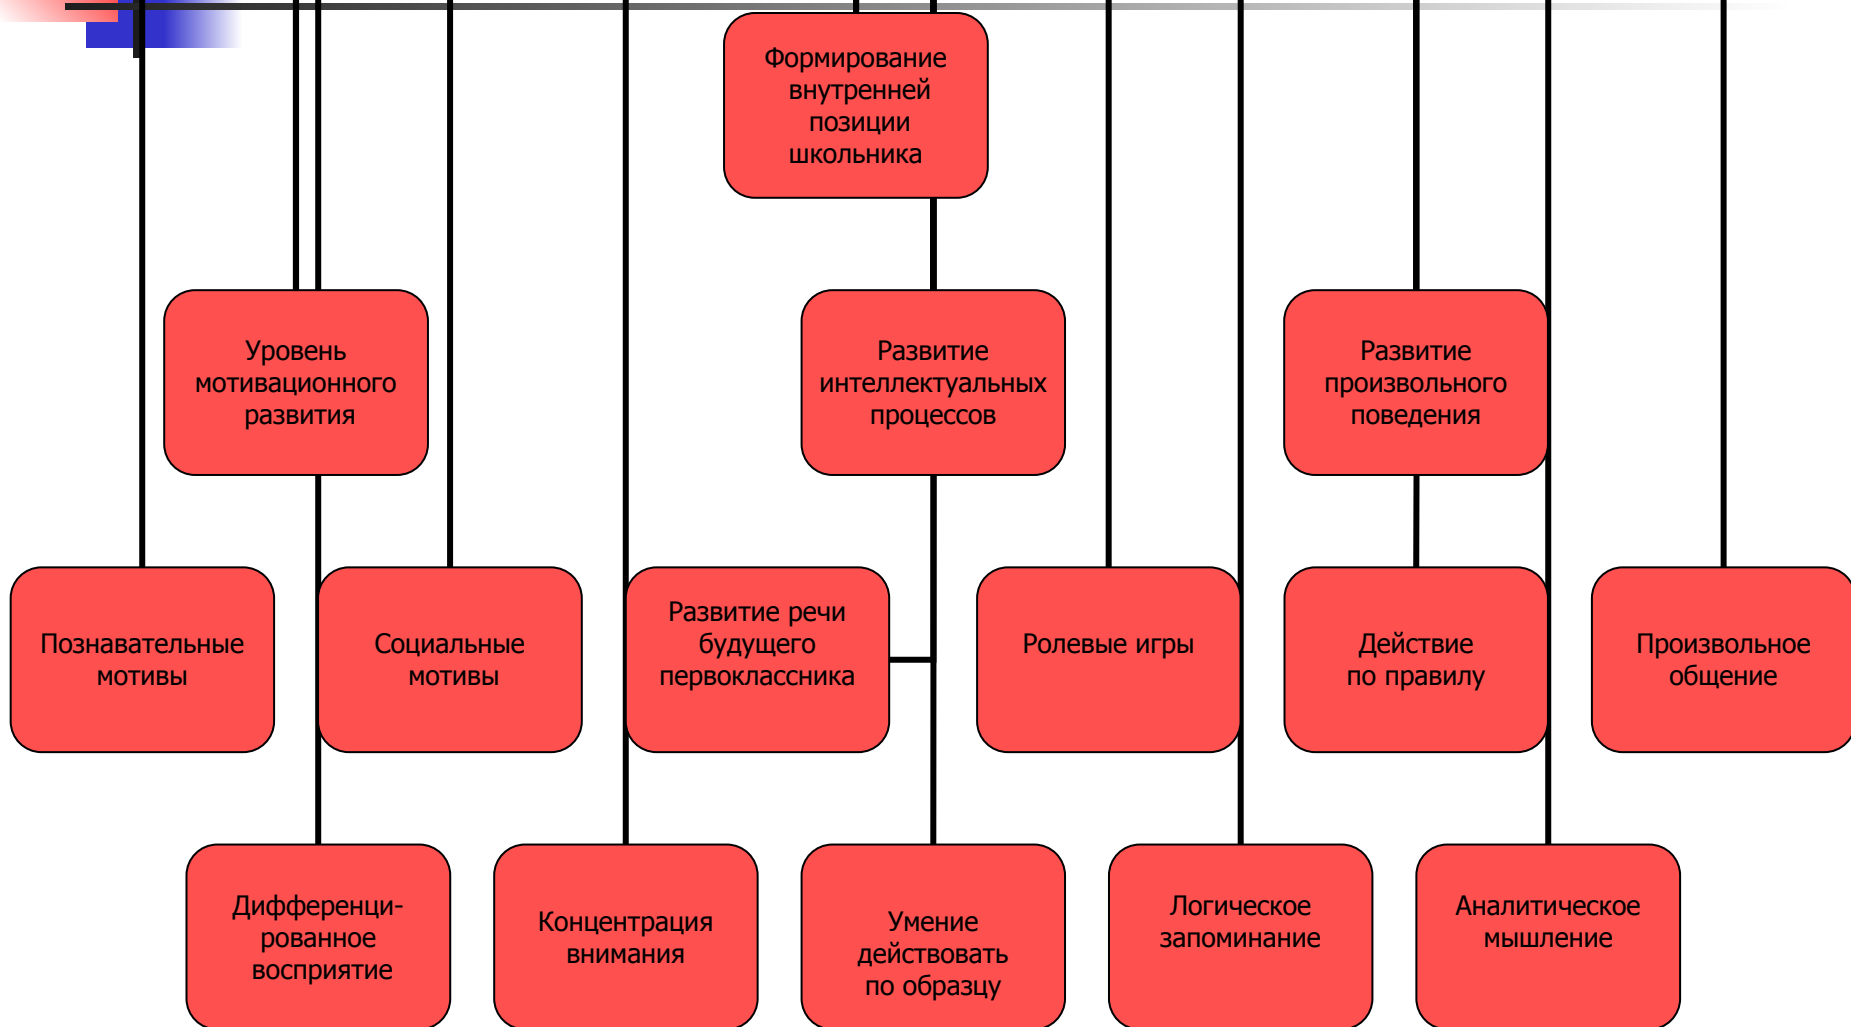 Формирование
внутренней
позиции
школьника
Уровень
мотивационного
развития
Развитие
интеллектуальных
процессов
Развитие
произвольного
поведения
Познавательные
мотивы
Социальные
мотивы
Развитие речи
будущего
первоклассника
Ролевые игры
Действие
по правилу
Произвольное
общение
Дифференци-
рованное
восприятие
Концентрация
внимания
Умение
действовать
по образцу
Логическое
запоминание
Аналитическое
мышление